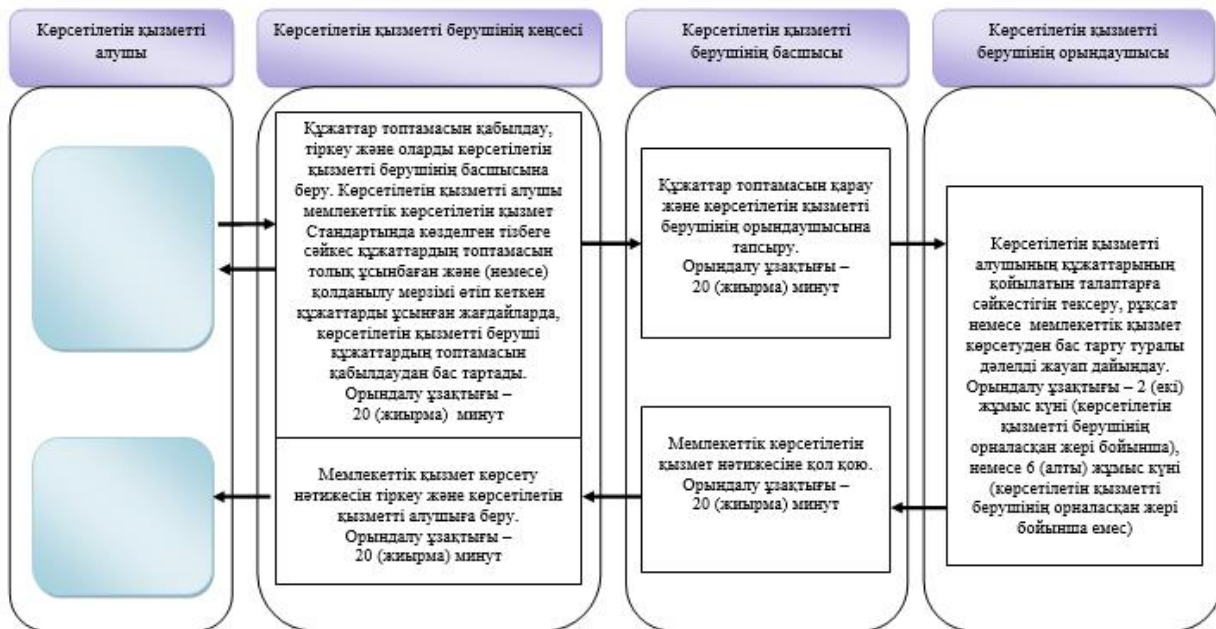 Көрсетілетін қызметті
алушы
Көрсетілетін қызметті берушінің кеңсесі
Көрсетілетін қызметті
берушінің басшысы
Көрсетілетін қызметті
берушінің орындаушысы
Құжаттар топтамасын қабылдау,
тіркеу және оларды көрсетілетін
қызметті берушінің басшысына
беру. Көрсетілетін қызметті алушы
мемлекеттік көрсетілетін қызмет
Стандартында көзделген тізбеге
сәйкес құжаттардың топтамасын
толық ұсынбаған және (немесе)
қолданылу мерзімі өтіп кеткен
құжаттарды ұсынған жағдайларда,
көрсетілетін қызметті беруші
құжаттардың топтамасын
қабылдаудан бас тартады.
Орындалу ұзақтығы –
20 (жиырма) минут
Мемлекеттік қызмет көрсету
нәтижесін тіркеу және көрсетілетін
қызметті алушыға беру.
Орындалу ұзақтығы –
20 (жиырма) минут
Құжаттар топтамасын қарау
және көрсетілетін қызметті
берушінің орындаушысына
тапсыру.
Орындалу ұзақтығы –
20 (жиырма) минут
Мемлекеттік көрсетілетін
қызмет нәтижесіне қол қою.
Орындалу ұзақтығы –
20 (жиырма) минут
Көрсетілетін қызметті
алушының құжаттарының
қойылатын талаптарға
сәйкестігін тексеру, рұқсат
немесе мемлекеттік қызмет
көрсетуден бас тарту туралы
дәлелді жауап дайындау.
Орындалу ұзақтығы – 2 (екі)
жұмыс күні (көрсетілетін
қызметті берушінің
орналасқан жері бойынша),
немесе 6 (алты) жұмыс күні
(көрсетілетін қызметті
берушінің орналасқан жері
бойынша емес)